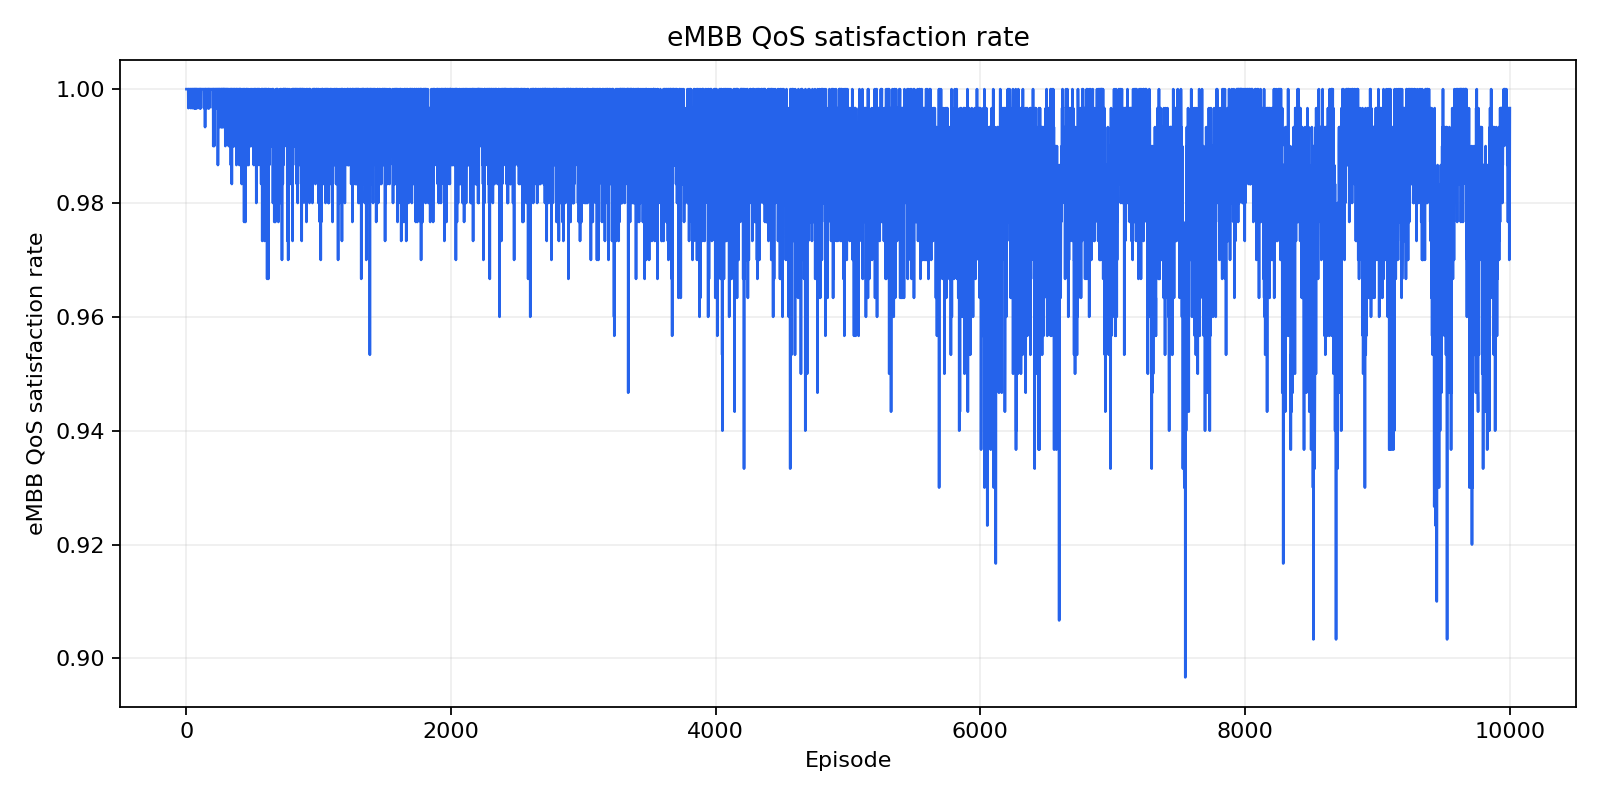 eMBB QoS satisfaction rate
eMBB QoS satisfaction rate
1.00
0.98
0.96
0.94
0.92
0.90
0 2000 4000 6000 8000 10000
Episode